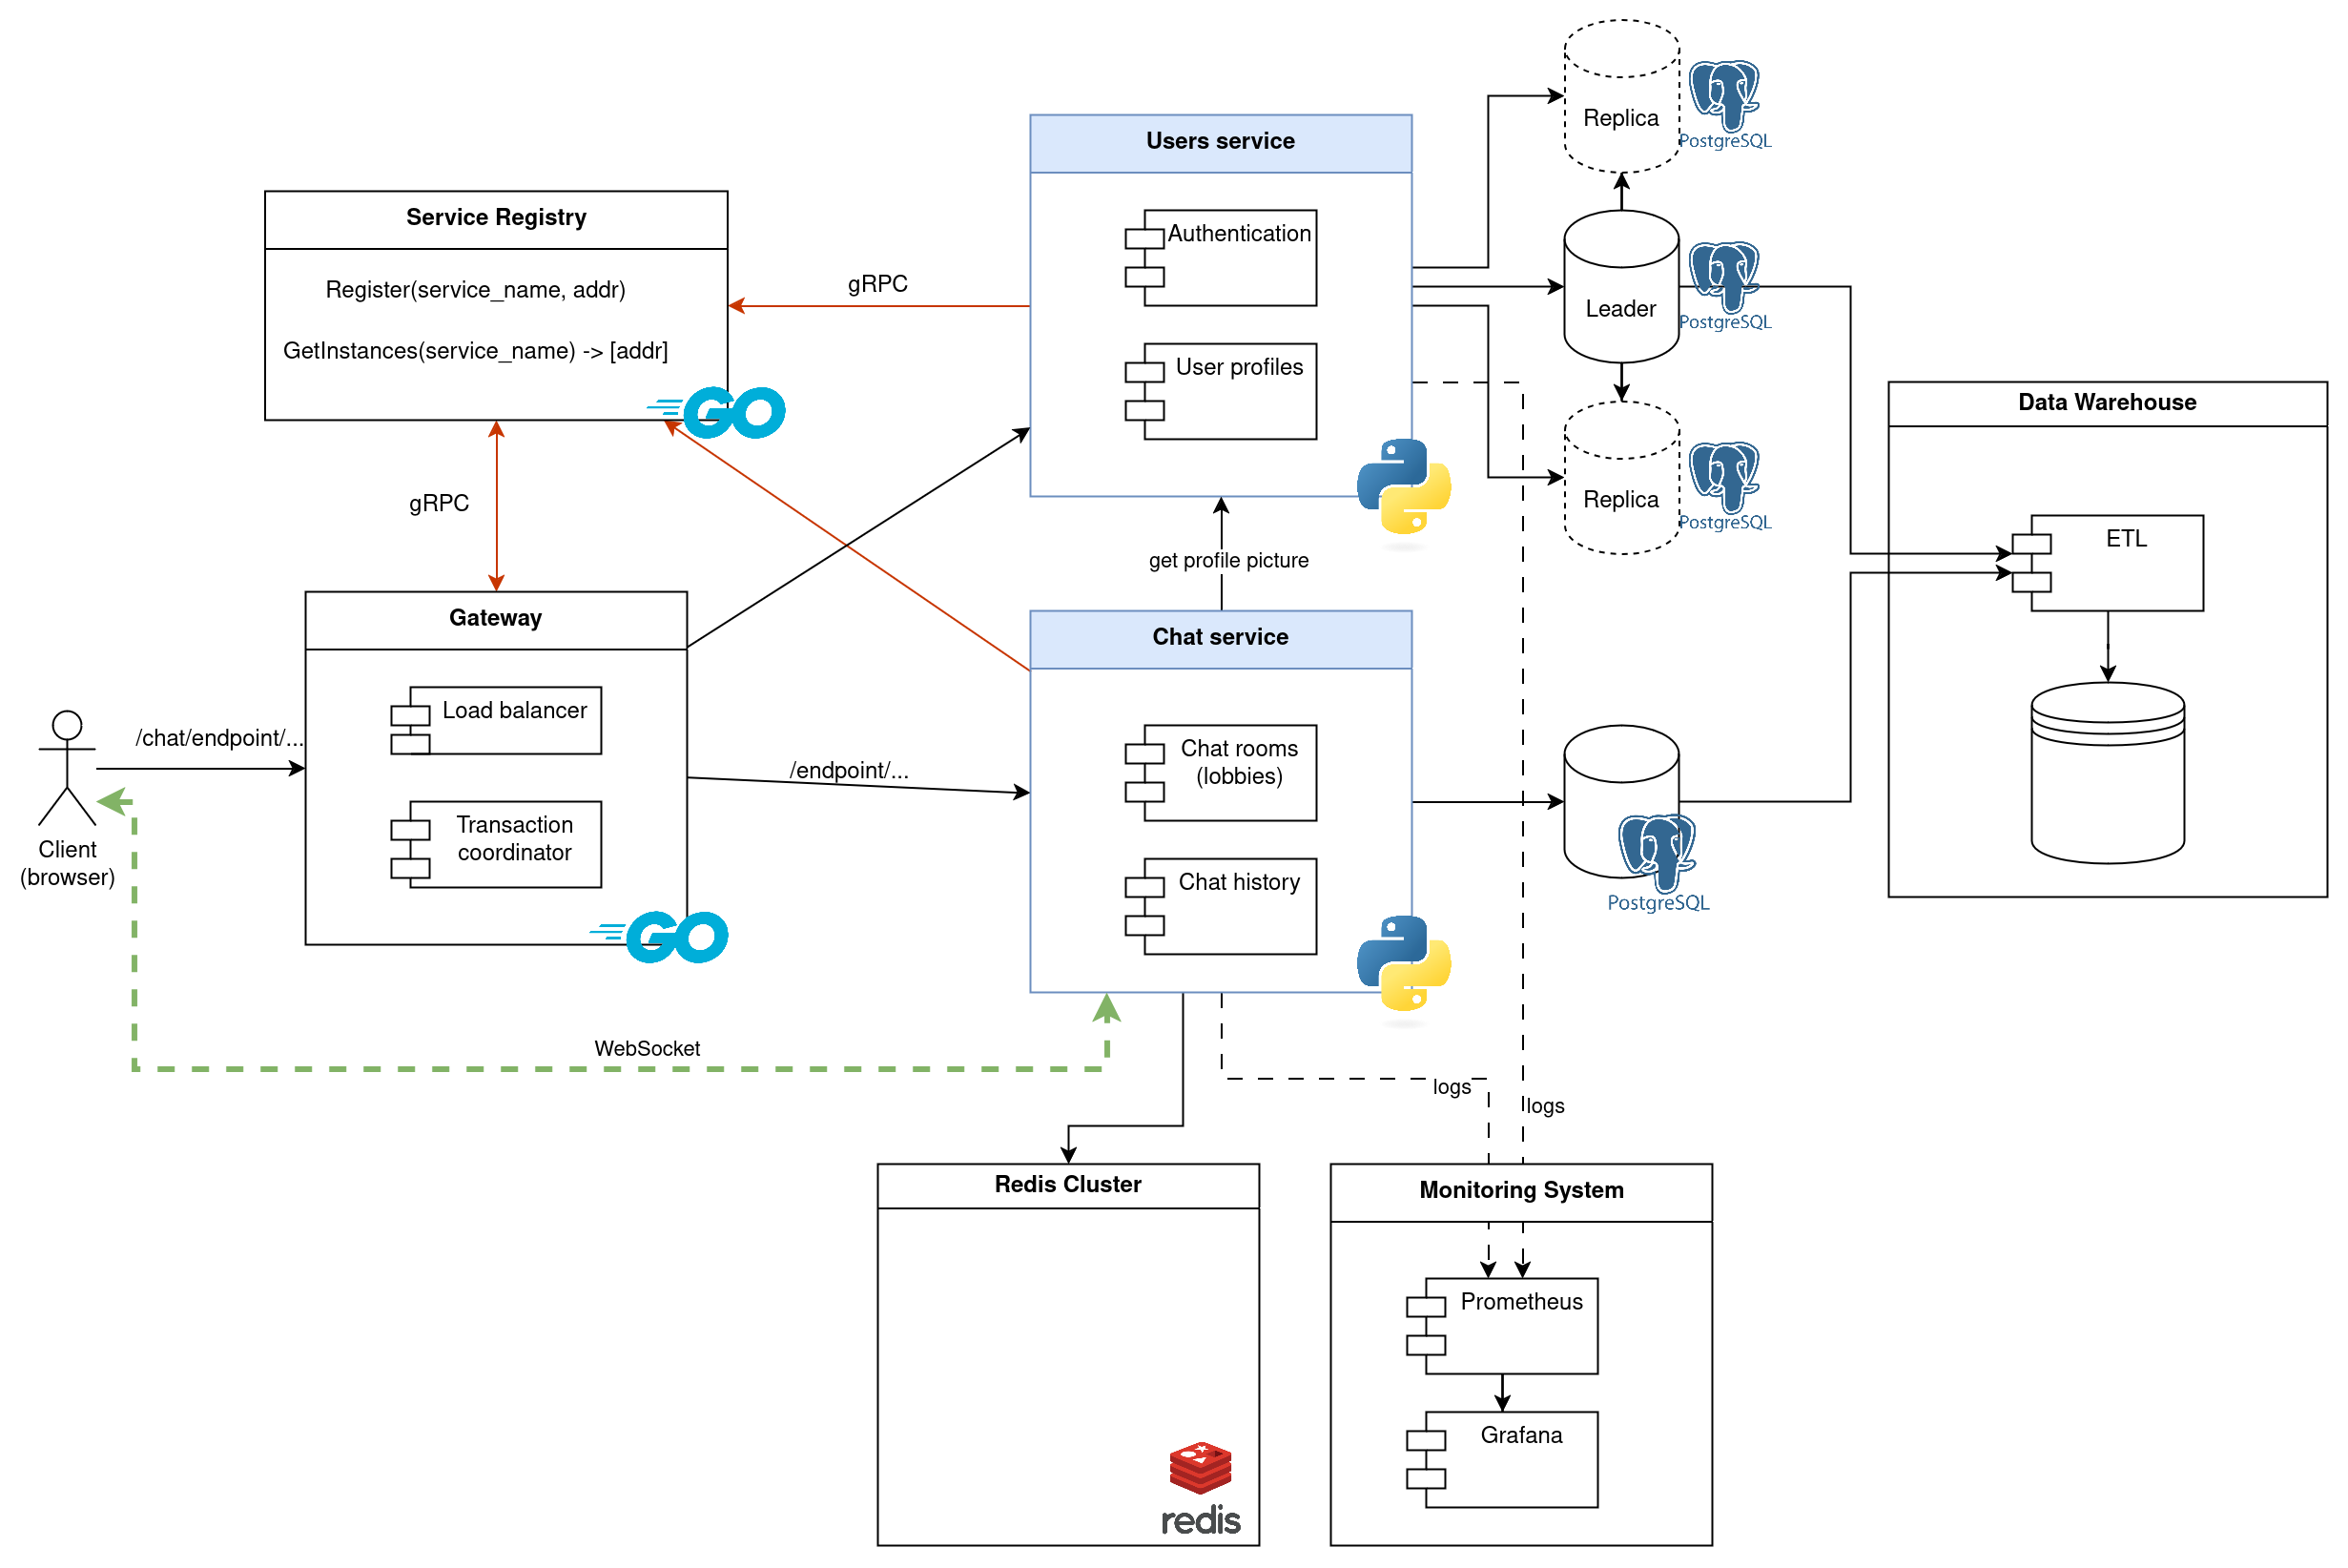 Replica
PostgreSQL
Users service
Authentication
User profiles
Service Registry
Register(service_name, addr)
GetInstances(service_name) -> [addr]
GO
gRPC
Leader
PostgreSQL
Replica
PostgreSQL
Data Warehouse
ETL
gRPC
get profile picture
Gateway
Load balancer
Transaction
coordinator
GO
/chat/endpoint/...
Client
(browser)
/endpoint/...
Chat service
Chat rooms
(lobbies)
Chat history
PostgreSQL
WebSocket
logs
logs
Redis Cluster
redis
Monitoring System
Prometheus
Grafana